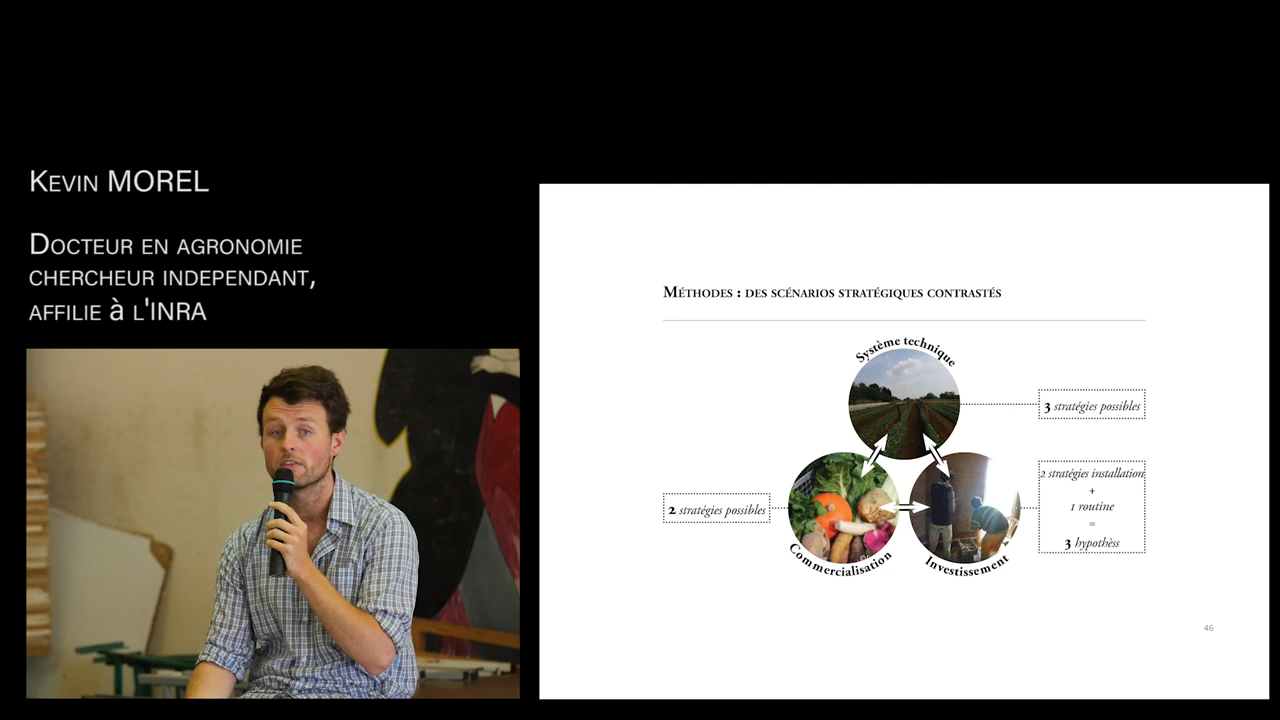 Kevin MOREL
Docteur en agronomie
chercheur independant,
affilie à l'INRA
Méthodes : des scénarios stratégiques contrastés
Système technique
3 stratégies possibles
2 stratégies installation
+
1 routine
=
3 hypothès
2 stratégies possibles
Commercialisation
Investissement
46